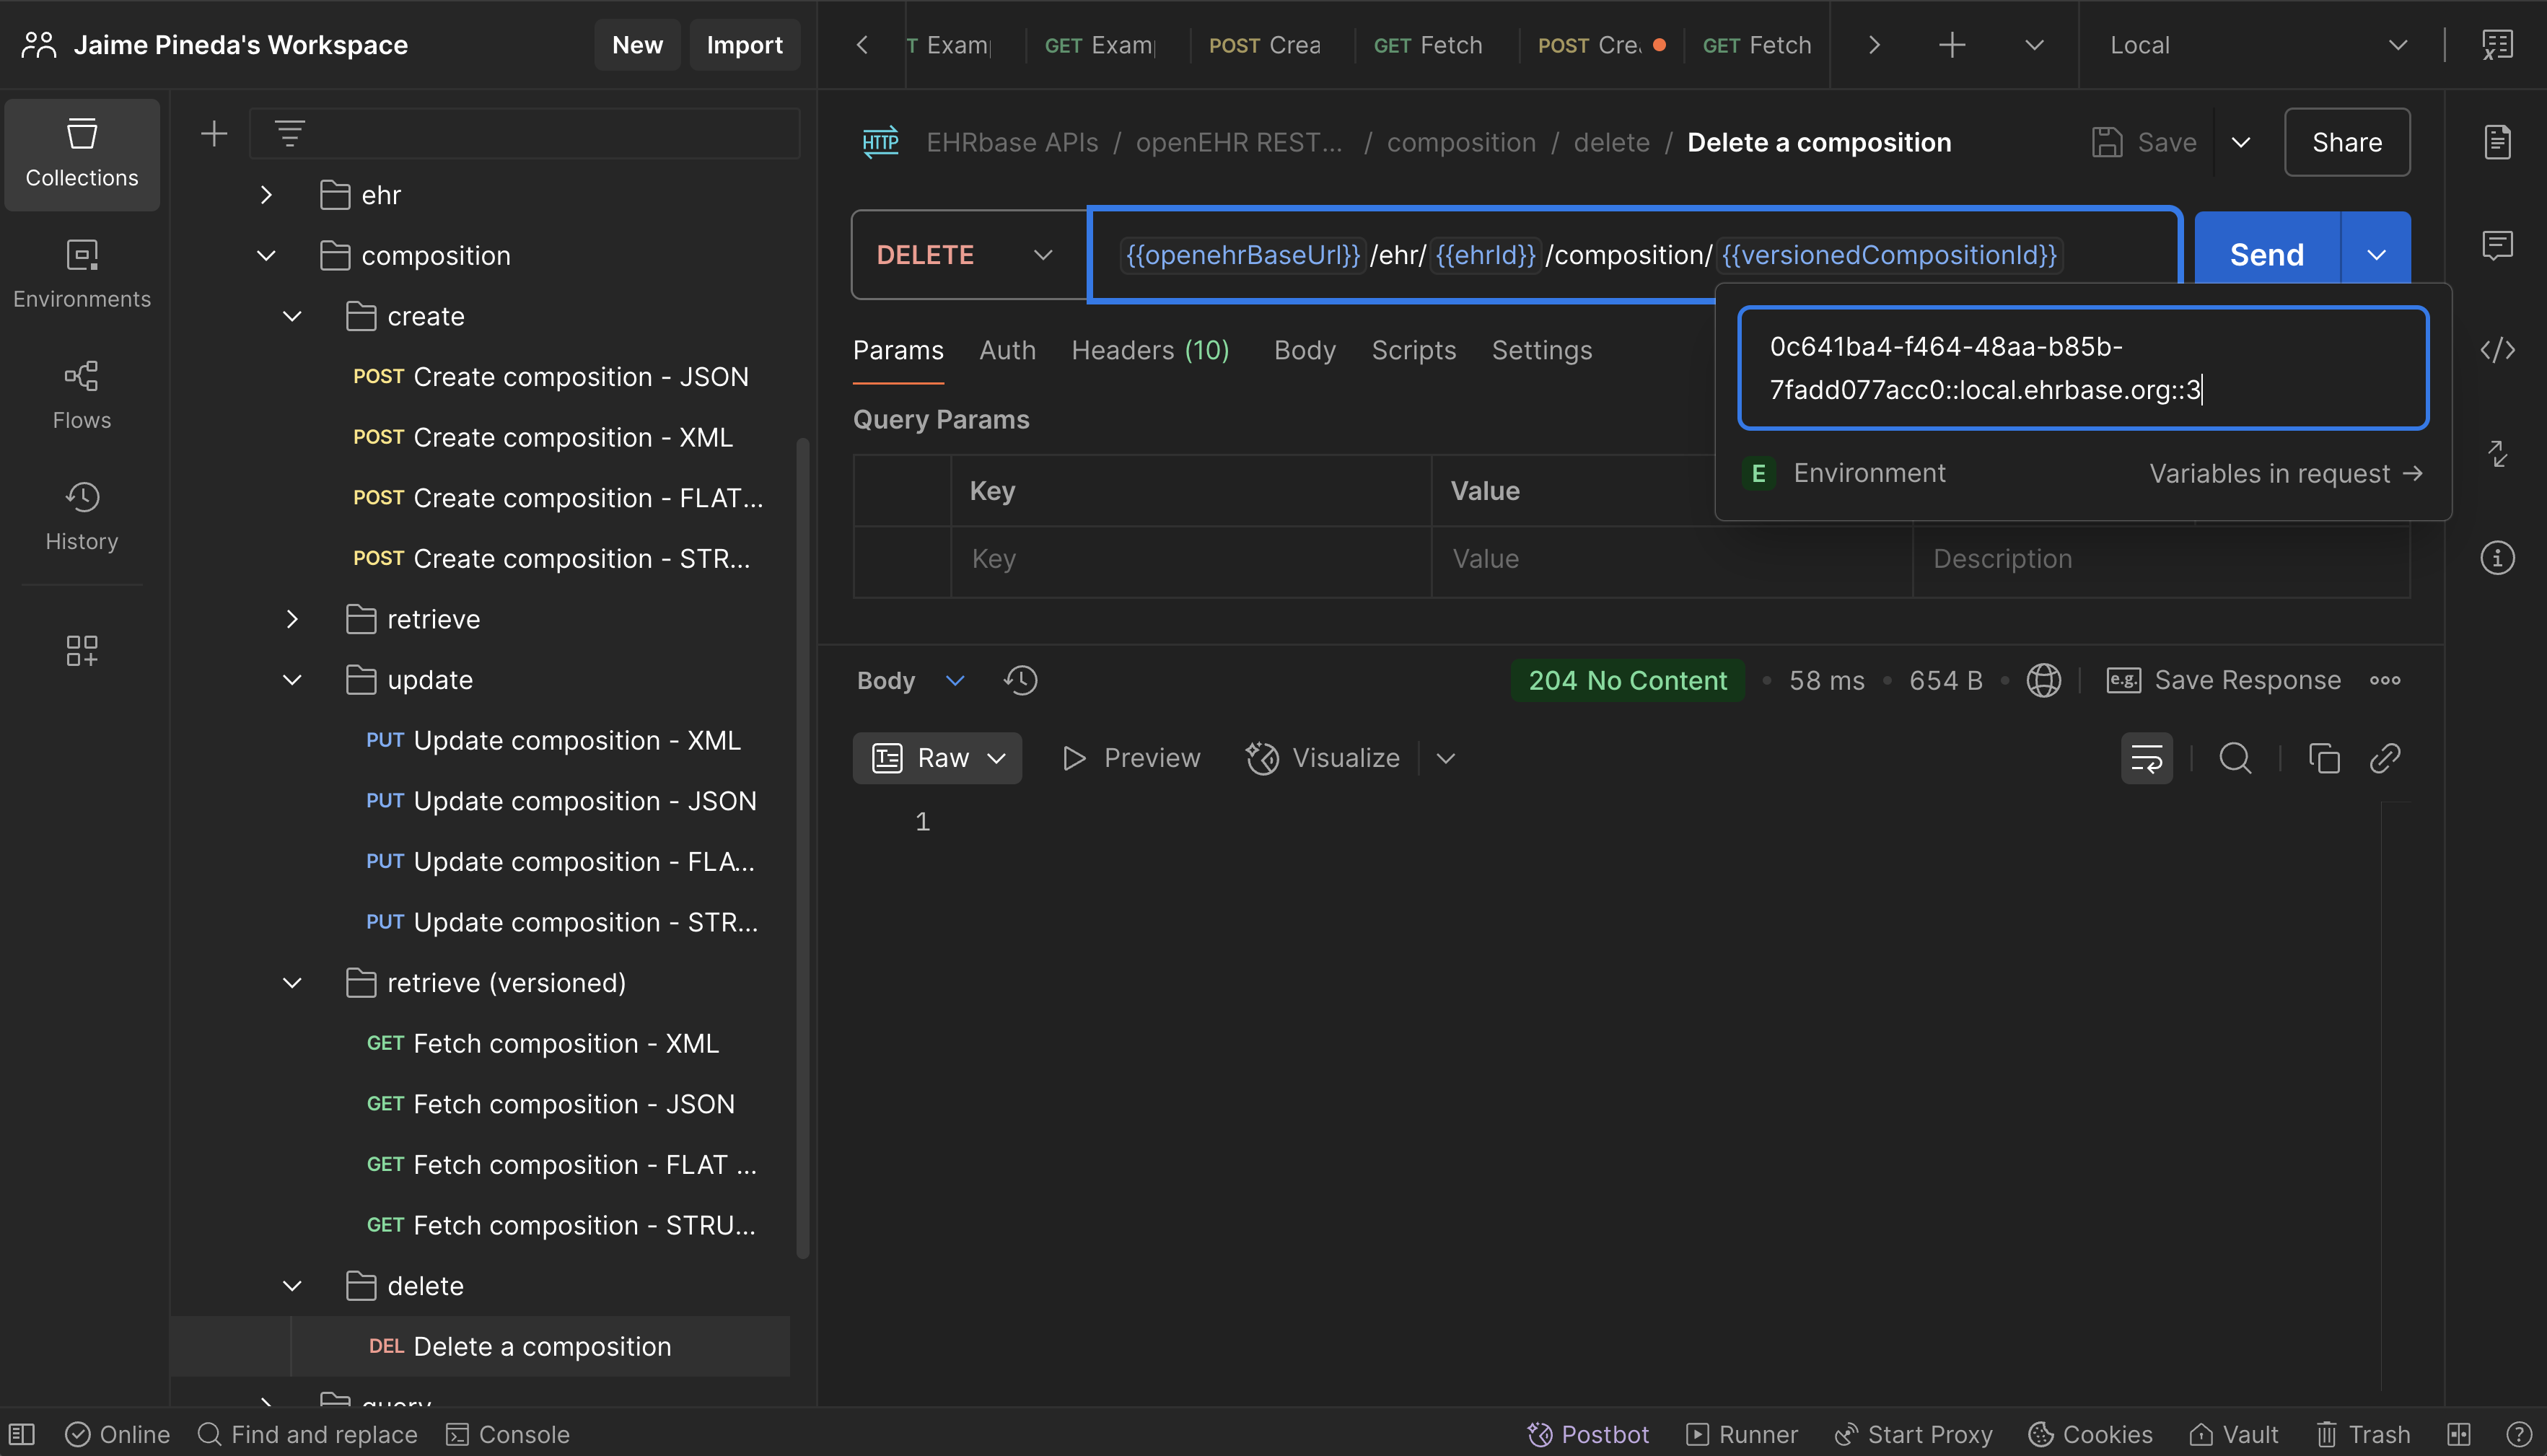 Jaime Pineda's Workspace
New
Import
T Exam
GET Exam
POST Crea
GET Fetch
POST Cre
GET Fetch
Local
Collections
Environments
Flows
History
ehr
composition
create
POST Create composition - JSON
POST Create composition - XML
POST Create composition - FLAT...
POST Create composition - STR...
retrieve
update
PUT Update composition - XML
PUT Update composition - JSON
PUT Update composition - FLA...
PUT Update composition - STR...
retrieve (versioned)
GET Fetch composition - XML
GET Fetch composition - JSON
GET Fetch composition - FLAT ...
GET Fetch composition - STRU...
delete
DEL Delete a composition
query
HTTP
EHRbase APIs / openEHR REST... / composition / delete / Delete a composition
Save
Share
DELETE
{{openehrBaseUrl}}/ehr/{{ehrId}}/composition/{{versionedCompositionId}}
Send
0c641ba4-f464-48aa-b85b-
7fadd077acc0::local.ehrbase.org::3
E Environment
Variables in request →
Params
Auth
Headers (10)
Body
Scripts
Settings
Query Params
Key
Value
Key
Value
Description
Body
204 No Content
58 ms
654 B
e.g. Save Response
Raw
Preview
Visualize
1
Online
Find and replace
Console
Postbot
Runner
Start Proxy
Cookies
Vault
Trash